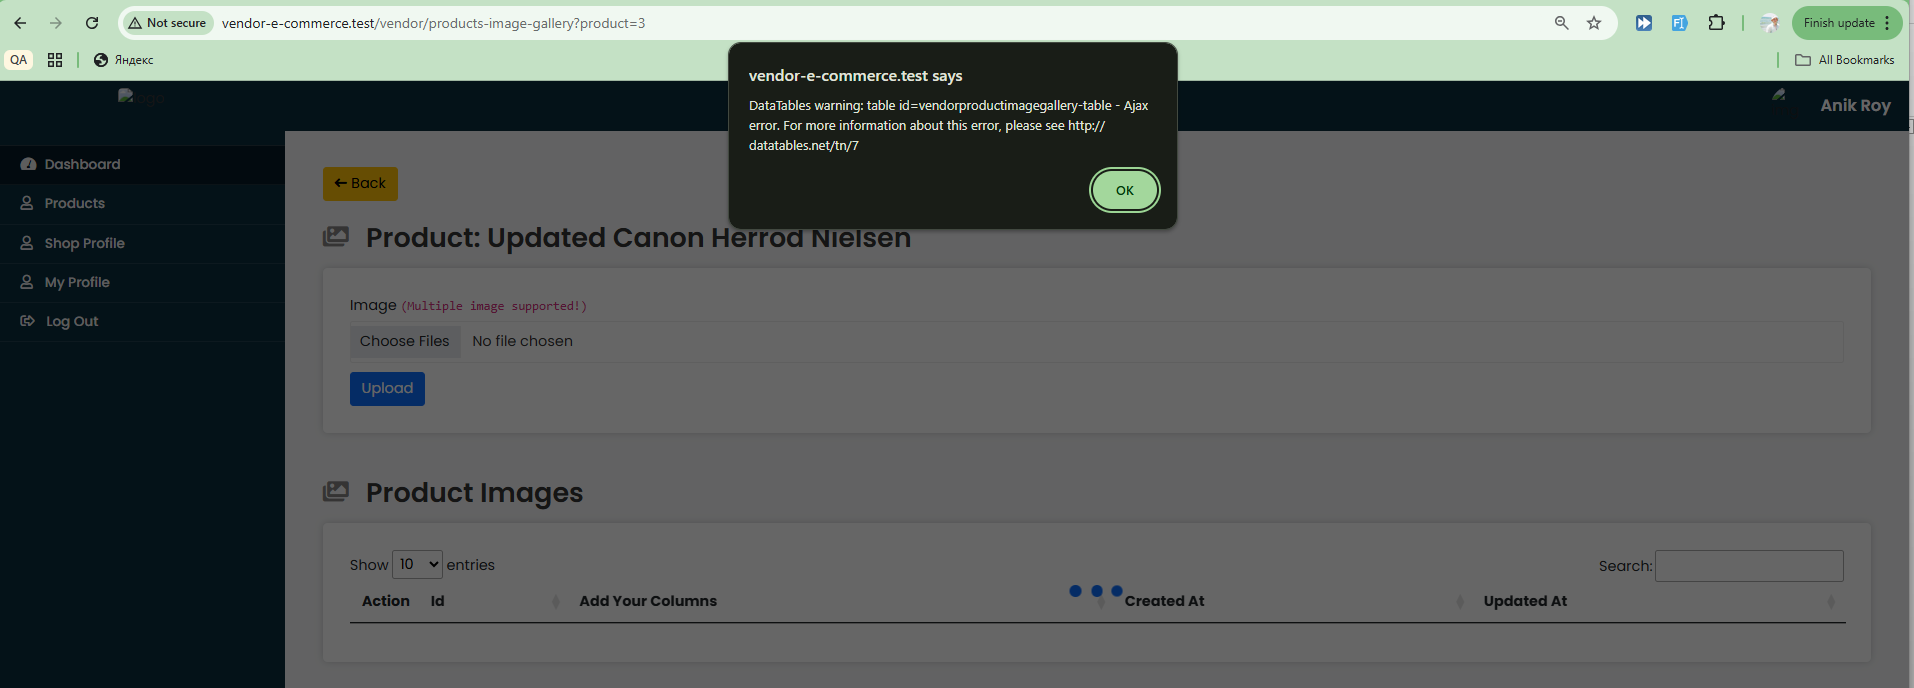 Not secure
vendor-e-commerce.test/vendor/products-image-gallery?product=3
Finish update
QA
Яндекс
All Bookmarks
vendor-e-commerce.test says
DataTables warning: table id=vendorproductimagegallery-table - Ajax
error. For more information about this error, please see http://
datatables.net/tn/7
OK
logo
Anik Roy
Dashboard
Products
Shop Profile
My Profile
Log Out
Back
Product: Updated Canon Herrod Nielsen
Image (Multiple image supported!)
Choose Files No file chosen
Upload
Product Images
Show 10 entries
Search:
Action Id Add Your Columns Created At Updated At